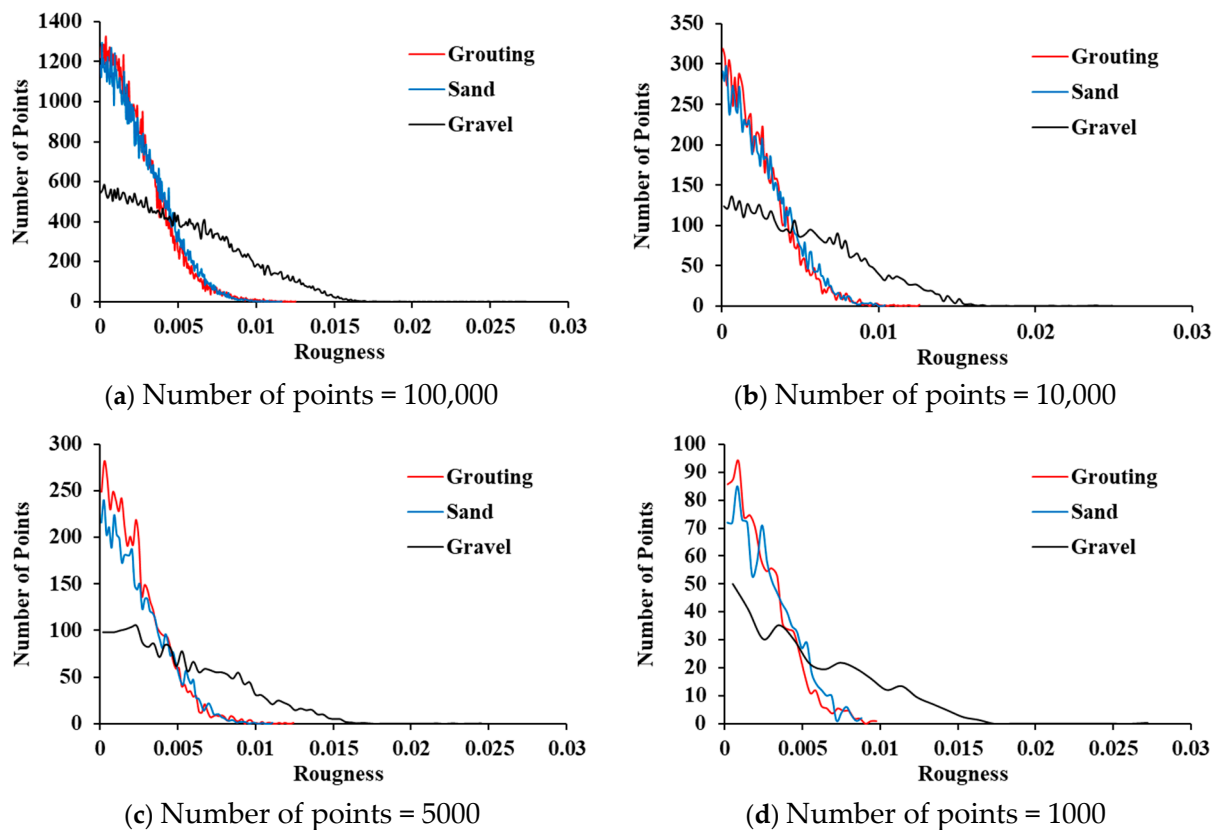 1400
1200
1000
800
600
400
200
0
Number of Points
Grouting
Sand
Gravel
0 0.005 0.01 0.015 0.02 0.025 0.03
Rougness
(a) Number of points = 100,000
350
300
250
200
150
100
50
0
Number of Points
Grouting
Sand
Gravel
0 0.01 0.02 0.03
Rougness
(b) Number of points = 10,000
300
250
200
150
100
50
0
Number of Points
Grouting
Sand
Gravel
0 0.005 0.01 0.015 0.02 0.025 0.03
Rougness
(c) Number of points = 5000
100
90
80
70
60
50
40
30
20
10
0
Number of Points
Grouting
Sand
Gravel
0 0.005 0.01 0.015 0.02 0.025 0.03
Rougness
(d) Number of points = 1000